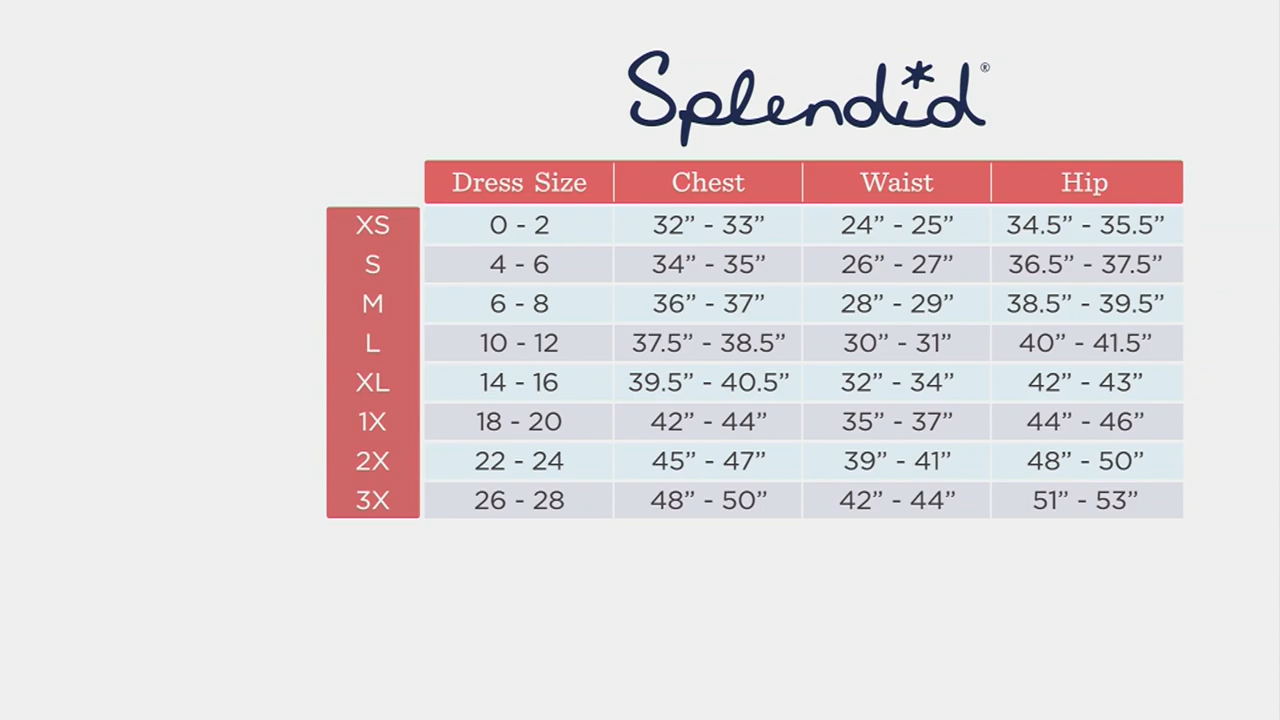 Splendid®
Dress Size Chest Waist Hip
XS 0 - 2 32” - 33” 24” - 25” 34.5” - 35.5”
S 4 - 6 34” - 35” 26” - 27” 36.5” - 37.5”
M 6 - 8 36” - 37” 28” - 29” 38.5” - 39.5”
L 10 - 12 37.5” - 38.5” 30” - 31” 40” - 41.5”
XL 14 - 16 39.5” - 40.5” 32” - 34” 42” - 43”
1X 18 - 20 42” - 44” 35” - 37” 44” - 46”
2X 22 - 24 45” - 47” 39” - 41” 48” - 50”
3X 26 - 28 48” - 50” 42” - 44” 51” - 53”